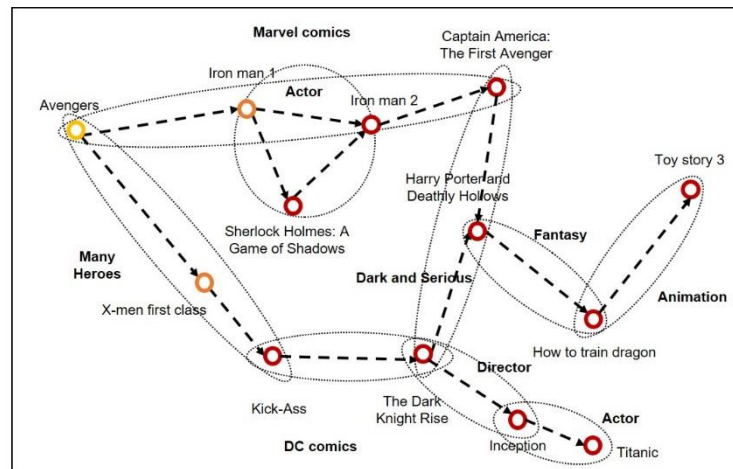 Marvel comics
Captain America:
The First Avenger
Iron man 1
Actor
Iron man 2
Avengers
Toy story 3
Harry Porter and
Deathly Hollows
Sherlock Holmes: A
Game of Shadows
Fantasy
Many
Heroes
Dark and Serious
X-men first class
Animation
How to train dragon
Director
Kick-Ass
The Dark
Knight Rise
Actor
Inception
Titanic
DC comics